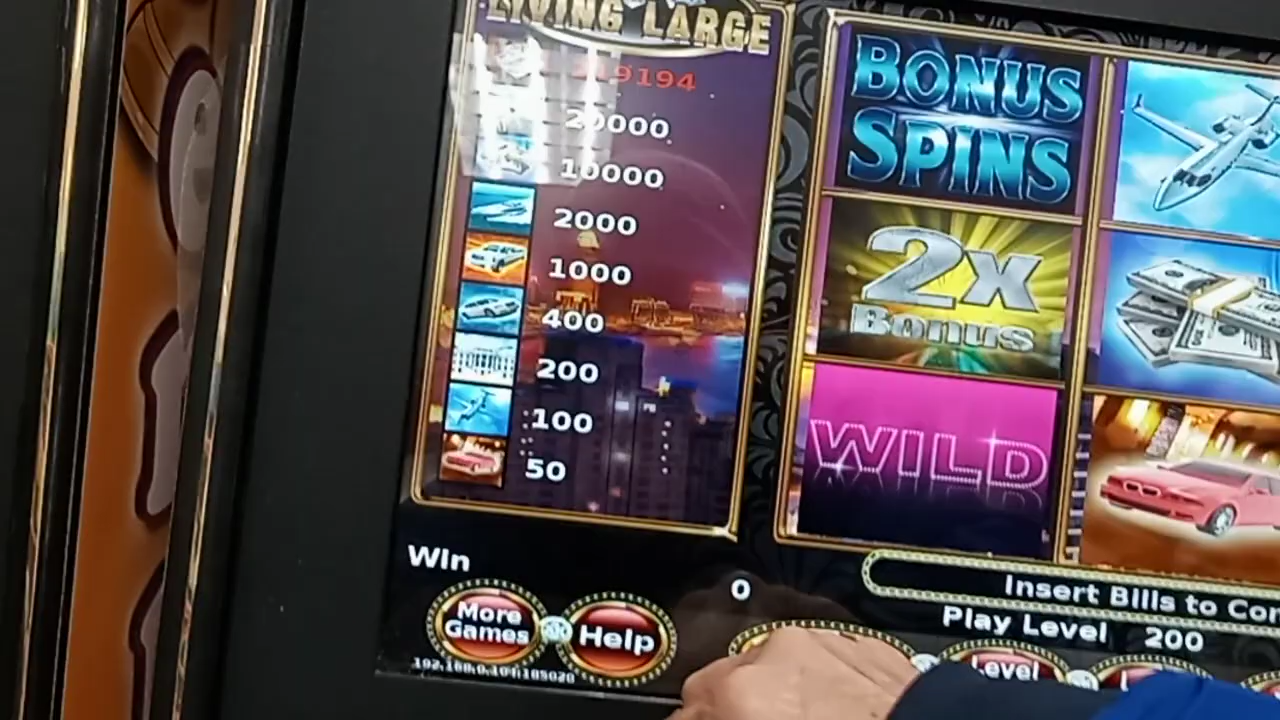 LIVING LARGE
9194
20000
10000
2000
1000
400
200
100
50
BONUS
SPINS
2x
Bonus
WILD
Win
0
More
Games
Help
Insert Bills to
Play Level 200
Level